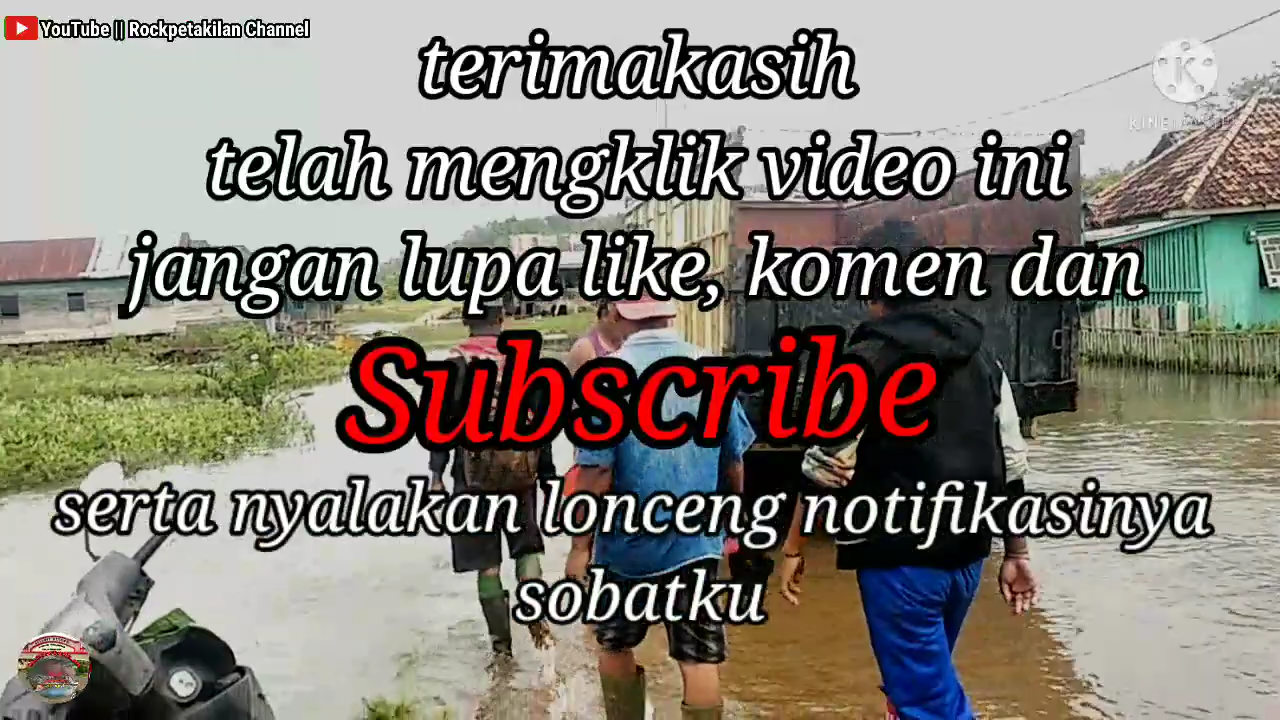 YouTube || Rockpetakilan Channel
KINEMASTER
terimakasih
telah mengklik video ini
jangan lupa like, komen dan
Subscribe
serta nyalakan lonceng notifikasinya
sobatku